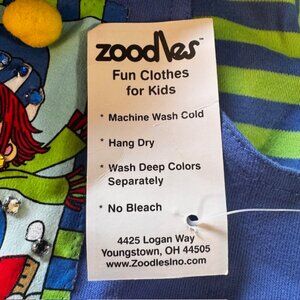 zoodles™
Fun Clothes
for Kids
* Machine Wash Cold
* Hang Dry
* Wash Deep Colors
Separately
* No Bleach
4425 Logan Way
Youngstown, OH 44505
www.ZoodlesInc.com